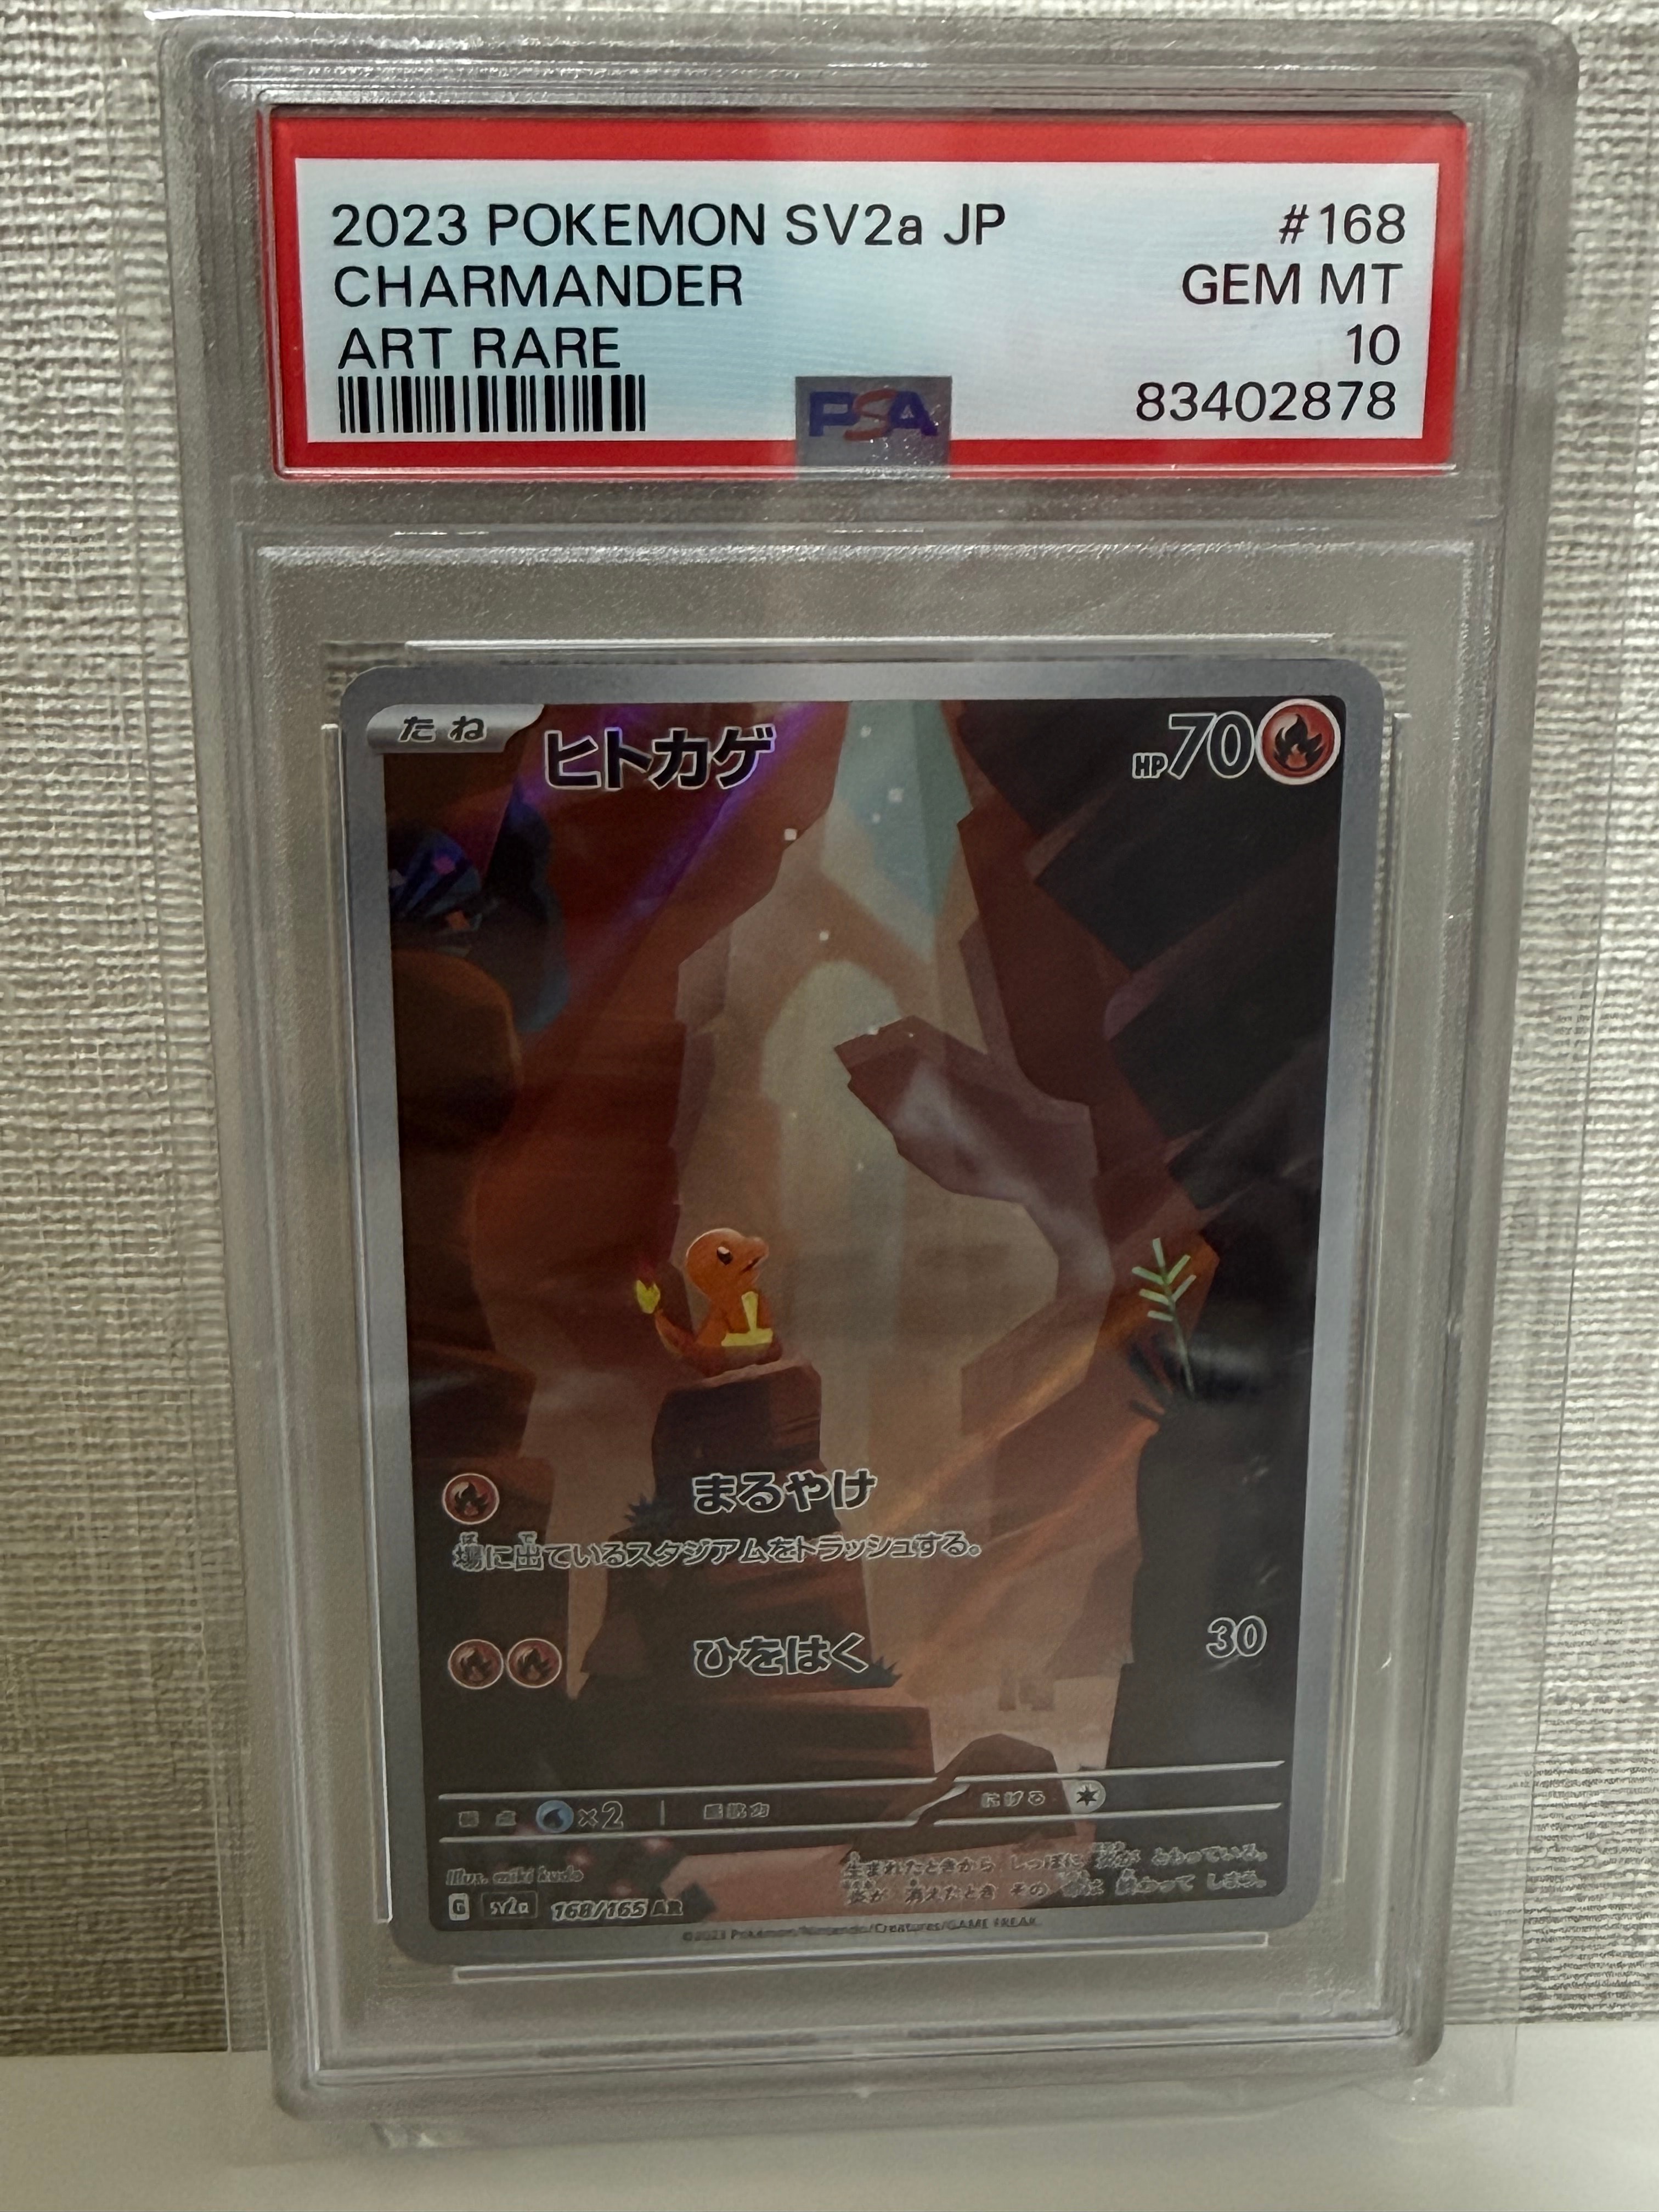 2023 POKEMON SV2a JP #168
CHARMANDER GEM MT
ART RARE 10
PSA 83402878
たね ヒトカゲ HP70
まるやけ
場に出ているスタジアムをトラッシュする。
ひをはく 30
弱点 ×2 抵抗力 にげる
Illus. miki kudo
生まれたときから しっぽに 炎が ともっている。
炎が 消えたとき その 命は 終わって しまう。
G sv2a 168/165 AR
©2023 Pokémon/Nintendo/Creatures/GAME FREAK